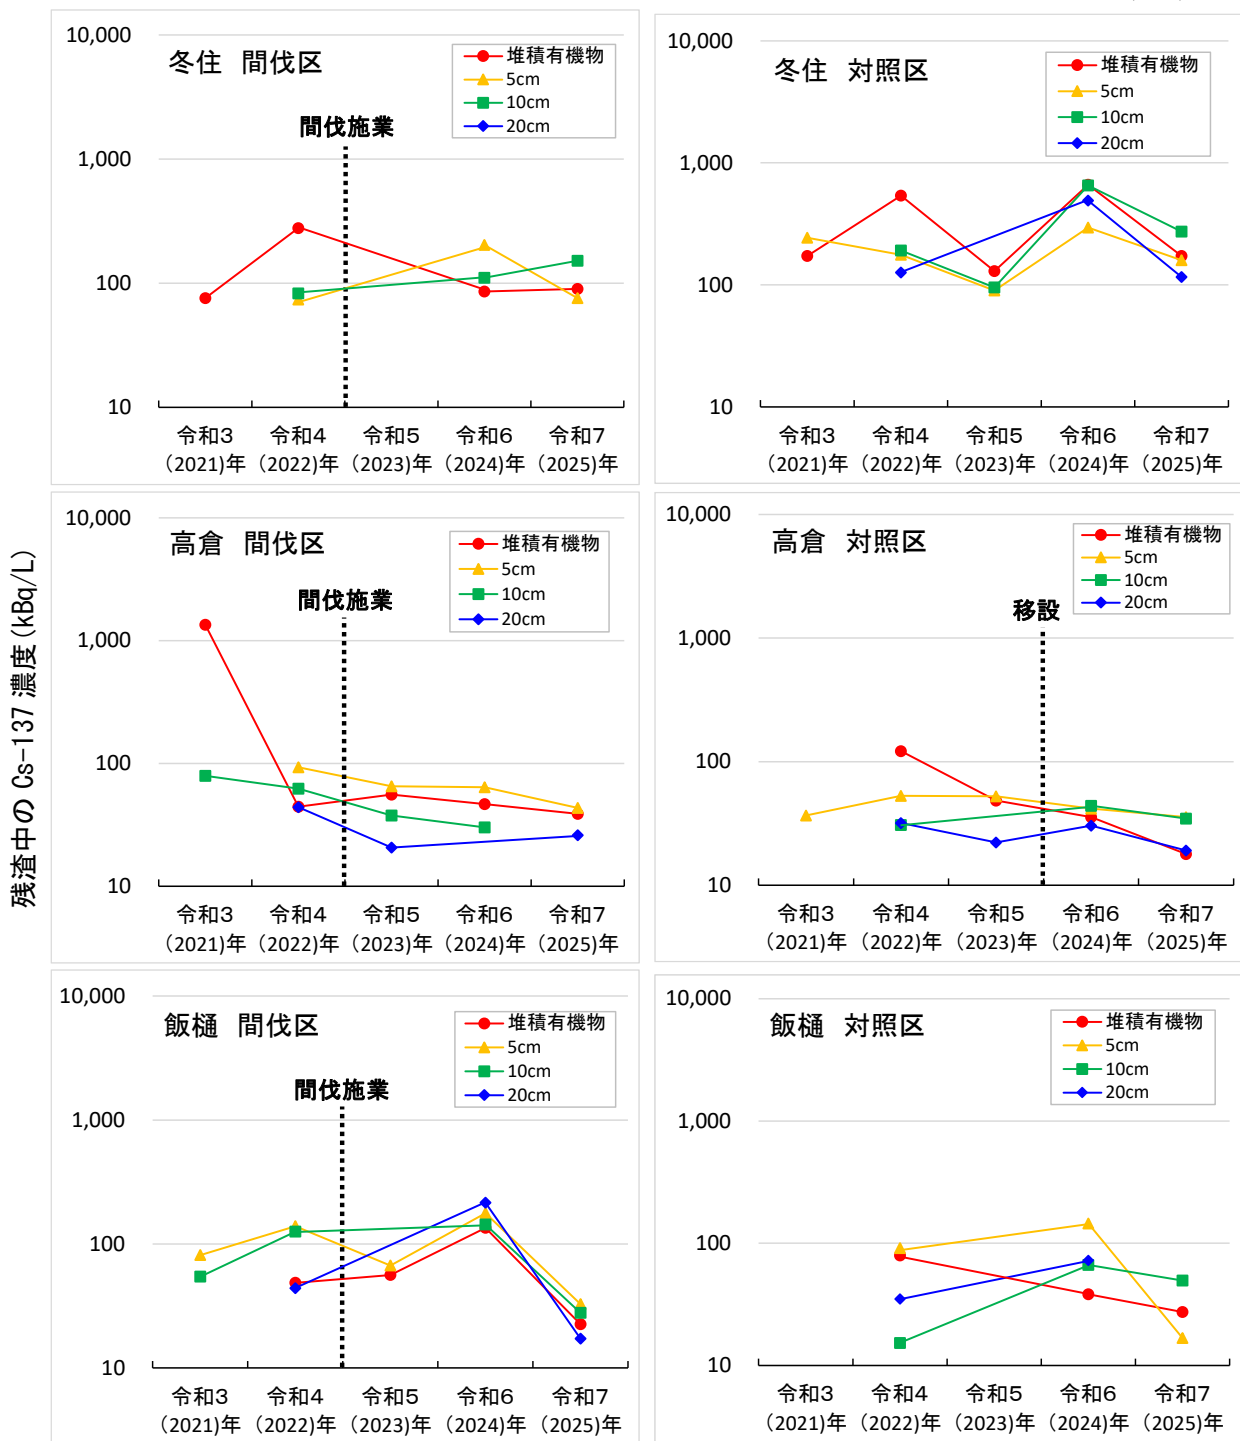 残渣中の Cs-137 濃度(kBq/L)
10,000
1,000
100
10
冬住　間伐区
間伐施業
堆積有機物
5cm
10cm
20cm
令和3 令和4 令和5 令和6 令和7
(2021)年 (2022)年 (2023)年 (2024)年 (2025)年
10,000
1,000
100
10
冬住　対照区
堆積有機物
5cm
10cm
20cm
令和3 令和4 令和5 令和6 令和7
(2021)年 (2022)年 (2023)年 (2024)年 (2025)年
10,000
1,000
100
10
高倉　間伐区
間伐施業
堆積有機物
5cm
10cm
20cm
令和3 令和4 令和5 令和6 令和7
(2021)年 (2022)年 (2023)年 (2024)年 (2025)年
10,000
1,000
100
10
高倉　対照区
移設
堆積有機物
5cm
10cm
20cm
令和3 令和4 令和5 令和6 令和7
(2021)年 (2022)年 (2023)年 (2024)年 (2025)年
10,000
1,000
100
10
飯樋　間伐区
間伐施業
堆積有機物
5cm
10cm
20cm
令和3 令和4 令和5 令和6 令和7
(2021)年 (2022)年 (2023)年 (2024)年 (2025)年
10,000
1,000
100
10
飯樋　対照区
堆積有機物
5cm
10cm
20cm
令和3 令和4 令和5 令和6 令和7
(2021)年 (2022)年 (2023)年 (2024)年 (2025)年